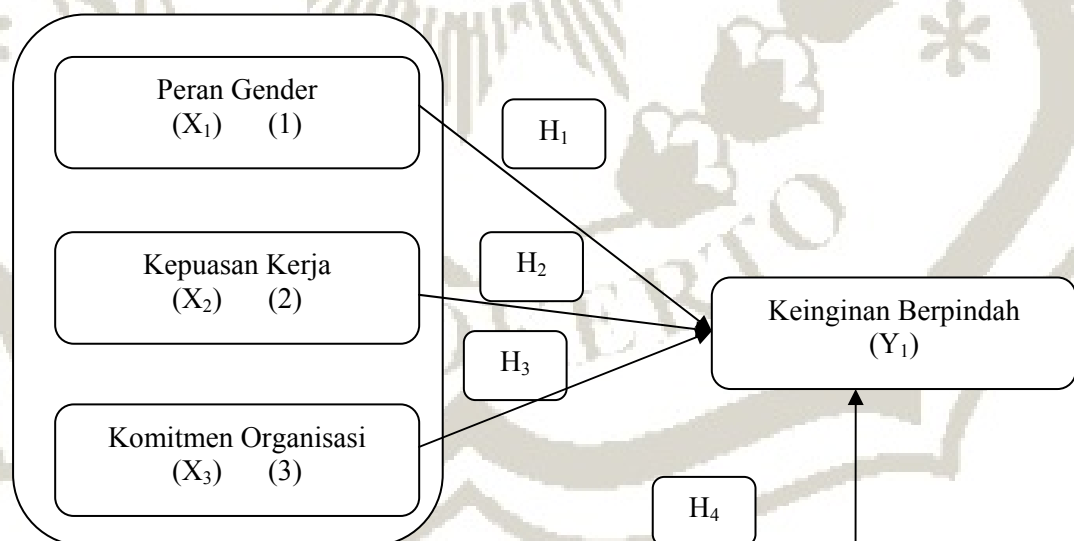 Peran Gender
(X₁) (1)
H₁
Kepuasan Kerja
(X₂) (2)
H₂
Keinginan Berpindah
(Y₁)
H₃
Komitmen Organisasi
(X₃) (3)
H₄